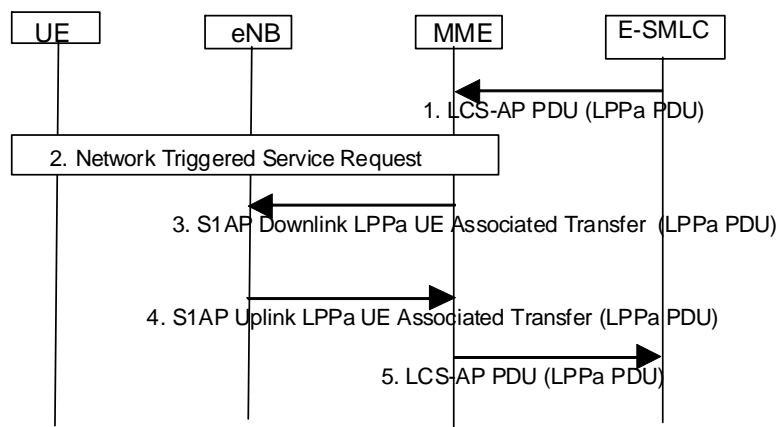 UE eNB MME E-SMLC
1. LCS-AP PDU (LPPa PDU)
2. Network Triggered Service Request
3. S1AP Downlink LPPa UE Associated Transfer (LPPa PDU)
4. S1AP Uplink LPPa UE Associated Transfer (LPPa PDU)
5. LCS-AP PDU (LPPa PDU)